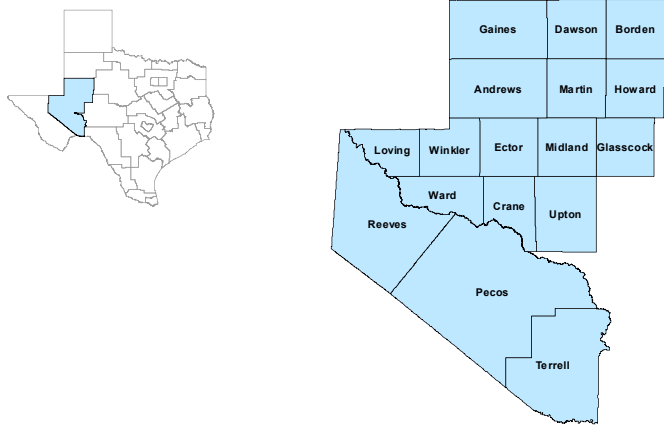 Gaines Dawson Borden
Andrews Martin Howard
Loving Winkler Ector Midland Glasscock
Ward Crane Upton
Reeves
Pecos
Terrell